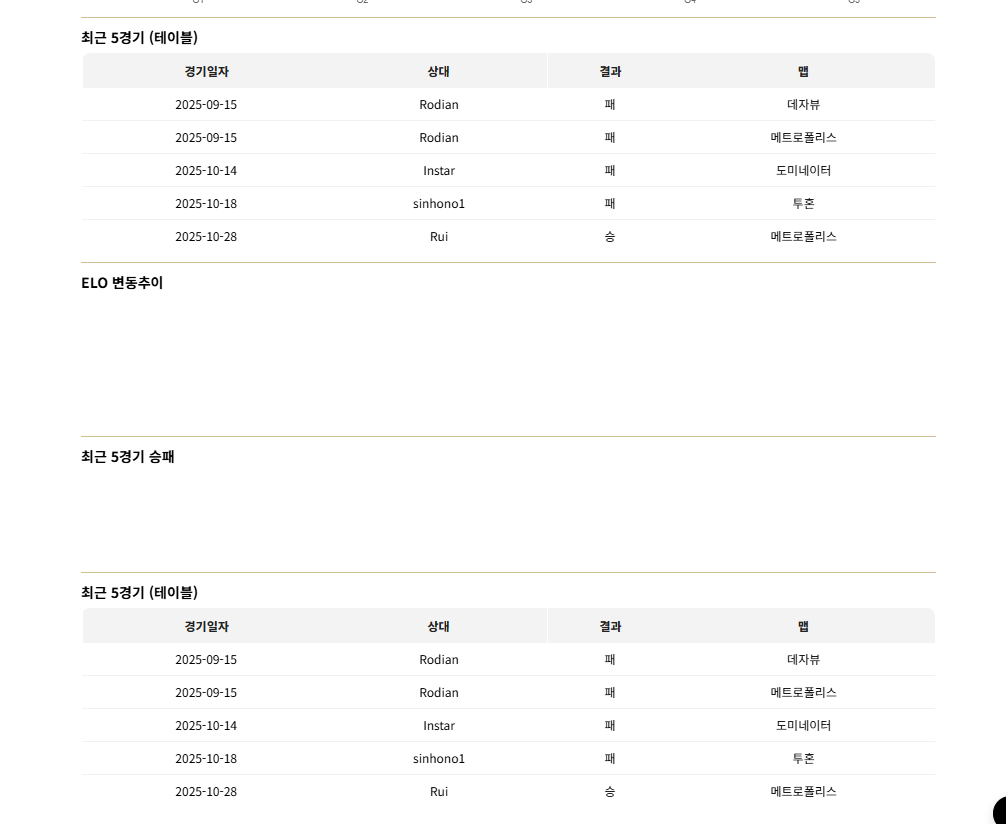 최근 5경기 (테이블)
경기일자 상대 결과 맵
2025-09-15 Rodian 패 데자뷰
2025-09-15 Rodian 패 메트로폴리스
2025-10-14 Instar 패 도미네이터
2025-10-18 sinhono1 패 투혼
2025-10-28 Rui 승 메트로폴리스
ELO 변동추이
최근 5경기 승패
최근 5경기 (테이블)
경기일자 상대 결과 맵
2025-09-15 Rodian 패 데자뷰
2025-09-15 Rodian 패 메트로폴리스
2025-10-14 Instar 패 도미네이터
2025-10-18 sinhono1 패 투혼
2025-10-28 Rui 승 메트로폴리스